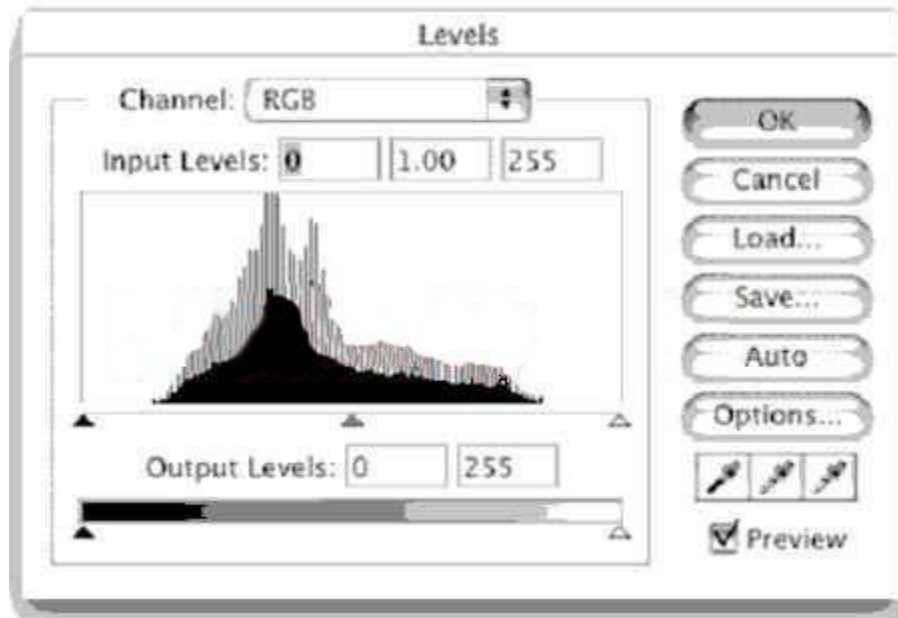 Levels
Channel: RGB
Input Levels: 0 1.00 255
Output Levels: 0 255
OK
Cancel
Load...
Save...
Auto
Options...
Preview